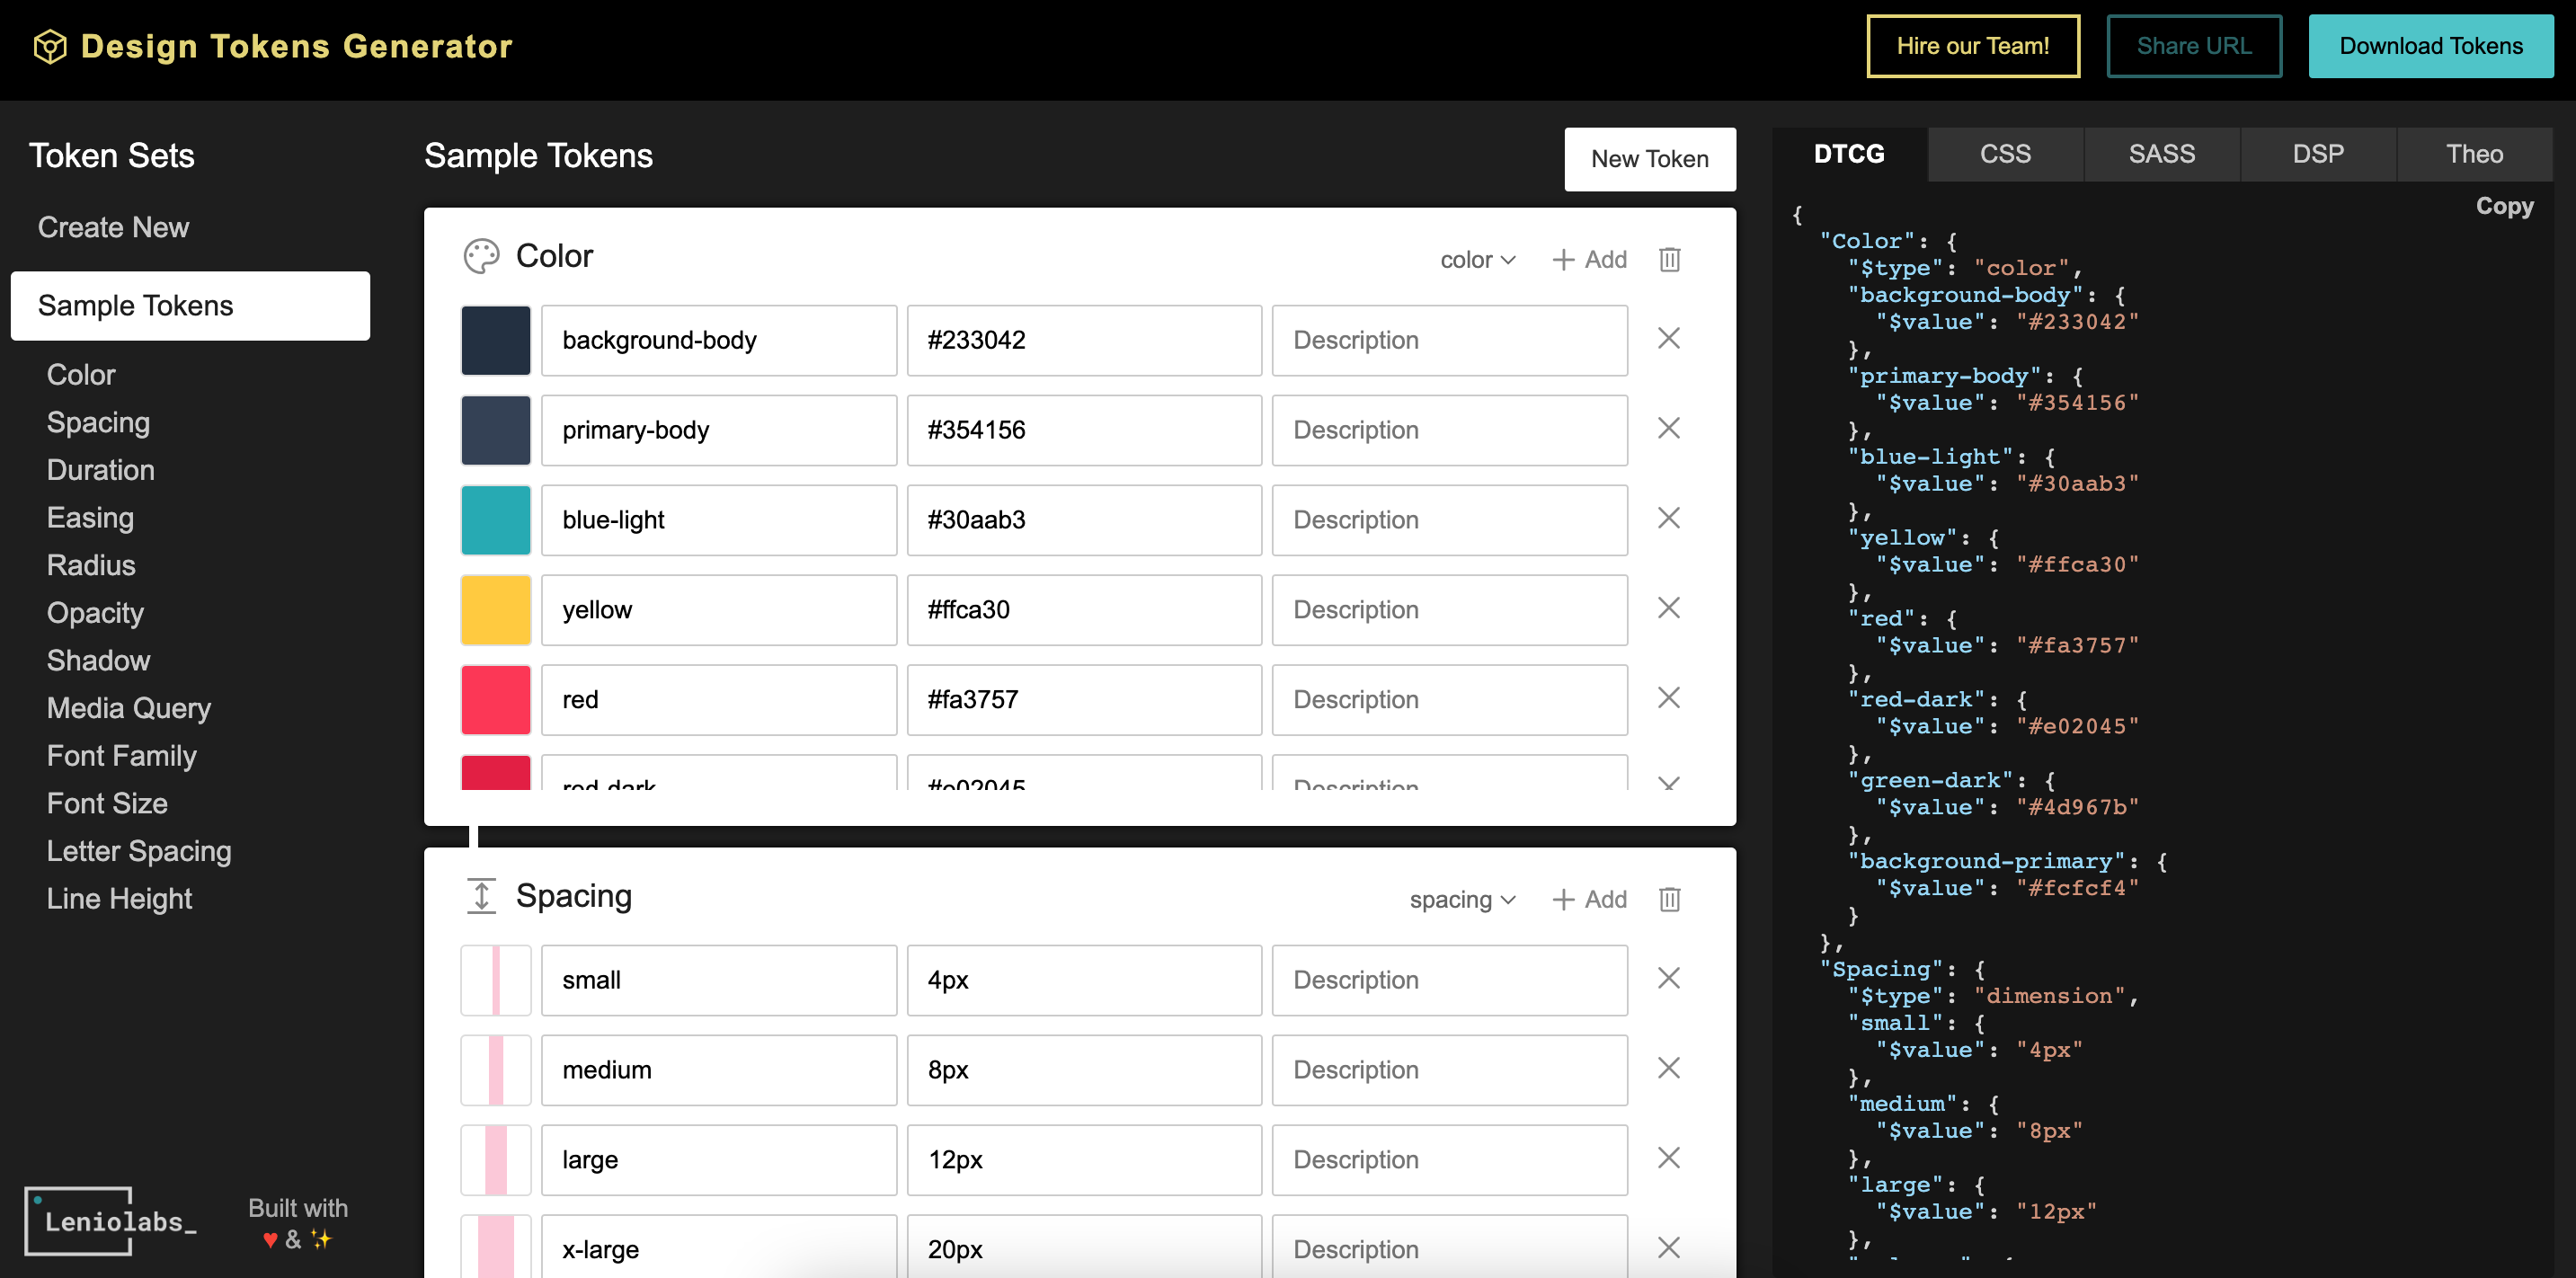 Design Tokens Generator
Hire our Team!
Share URL
Download Tokens
Token Sets
Create New
Sample Tokens
Color
Spacing
Duration
Easing
Radius
Opacity
Shadow
Media Query
Font Family
Font Size
Letter Spacing
Line Height
Leniolabs_
Built with
♥ & ✨
Sample Tokens
New Token
Color
color
Add
background-body #233042 Description
primary-body #354156 Description
blue-light #30aab3 Description
yellow #ffca30 Description
red #fa3757 Description
red-dark #e02045 Description
Spacing
spacing
Add
small 4px Description
medium 8px Description
large 12px Description
x-large 20px Description
DTCG CSS SASS DSP Theo
Copy
{
"Color": {
"$type": "color",
"background-body": {
"$value": "#233042"
},
"primary-body": {
"$value": "#354156"
},
"blue-light": {
"$value": "#30aab3"
},
"yellow": {
"$value": "#ffca30"
},
"red": {
"$value": "#fa3757"
},
"red-dark": {
"$value": "#e02045"
},
"green-dark": {
"$value": "#4d967b"
},
"background-primary": {
"$value": "#fcfcf4"
}
},
"Spacing": {
"$type": "dimension",
"small": {
"$value": "4px"
},
"medium": {
"$value": "8px"
},
"large": {
"$value": "12px"
},